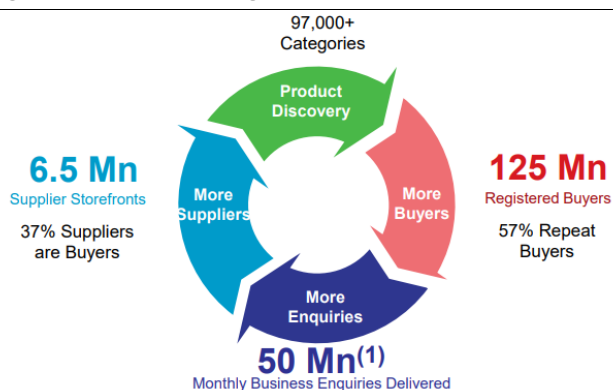 97,000+
Categories
Product
Discovery
6.5 Mn
Supplier Storefronts
37% Suppliers
are Buyers
More
Suppliers
More
Buyers
125 Mn
Registered Buyers
57% Repeat
Buyers
More
Enquiries
50 Mn(1)
Monthly Business Enquiries Delivered